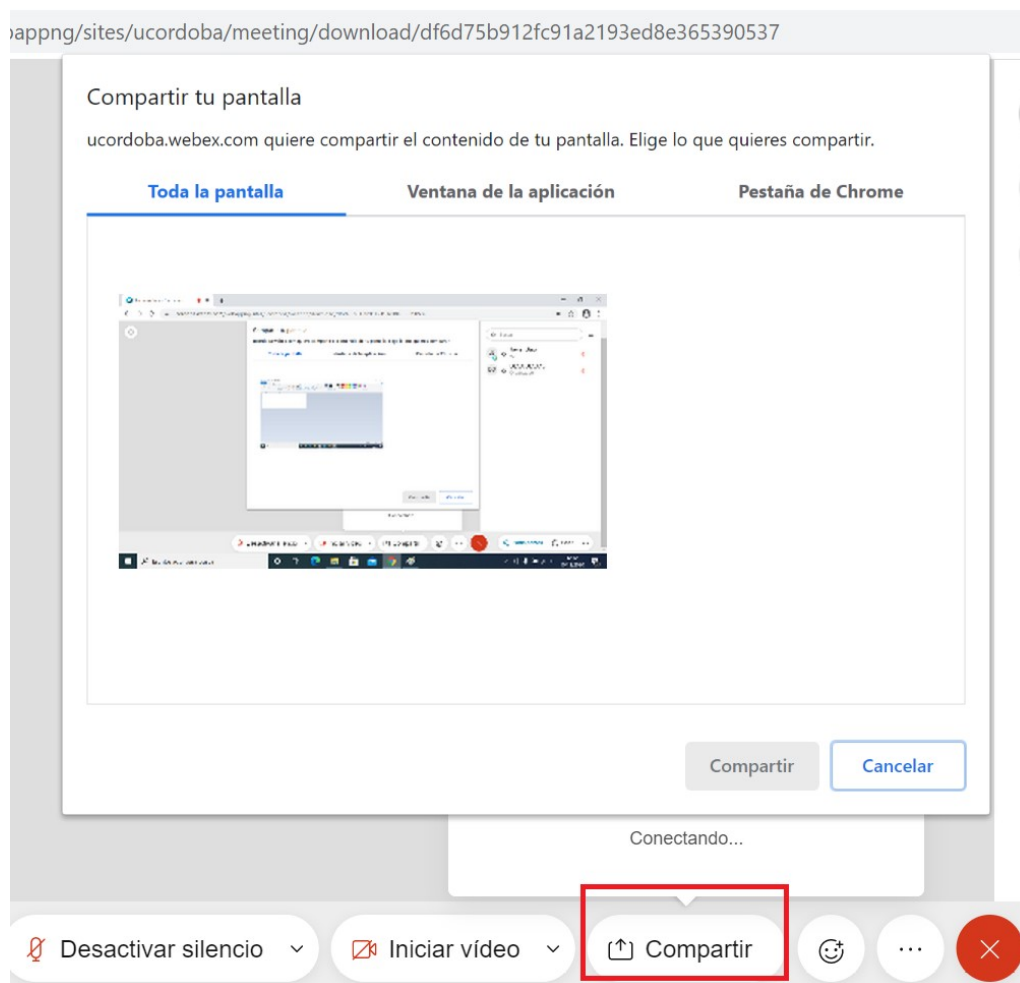 pappng/sites/ucordoba/meeting/download/df6d75b912fc91a2193ed8e365390537
Compartir tu pantalla
ucordoba.webex.com quiere compartir el contenido de tu pantalla. Elige lo que quieres compartir.
Toda la pantalla Ventana de la aplicación Pestaña de Chrome
Compartir Cancelar
Conectando...
Desactivar silencio Iniciar vídeo Compartir